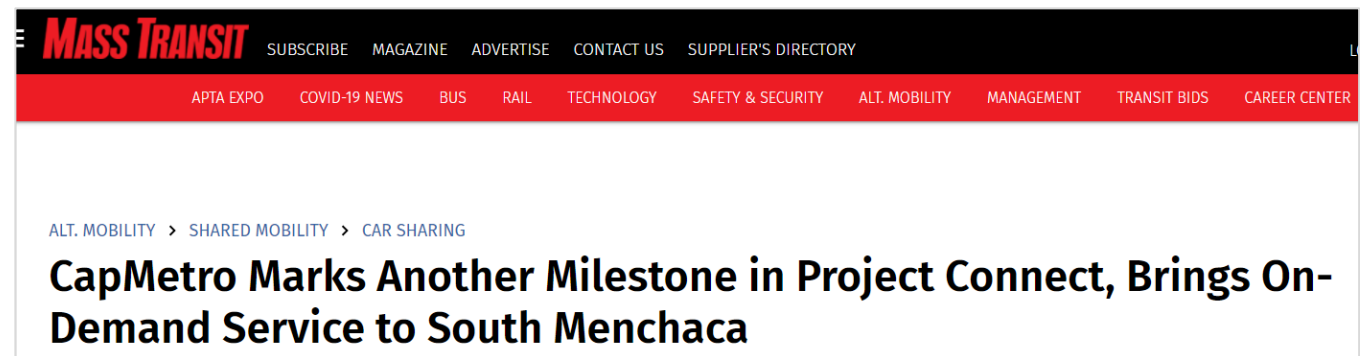 MASS TRANSIT SUBSCRIBE MAGAZINE ADVERTISE CONTACT US SUPPLIER'S DIRECTORY
APTA EXPO COVID-19 NEWS BUS RAIL TECHNOLOGY SAFETY & SECURITY ALT. MOBILITY MANAGEMENT TRANSIT BIDS CAREER CENTER
ALT. MOBILITY > SHARED MOBILITY > CAR SHARING
CapMetro Marks Another Milestone in Project Connect, Brings On-
Demand Service to South Menchaca